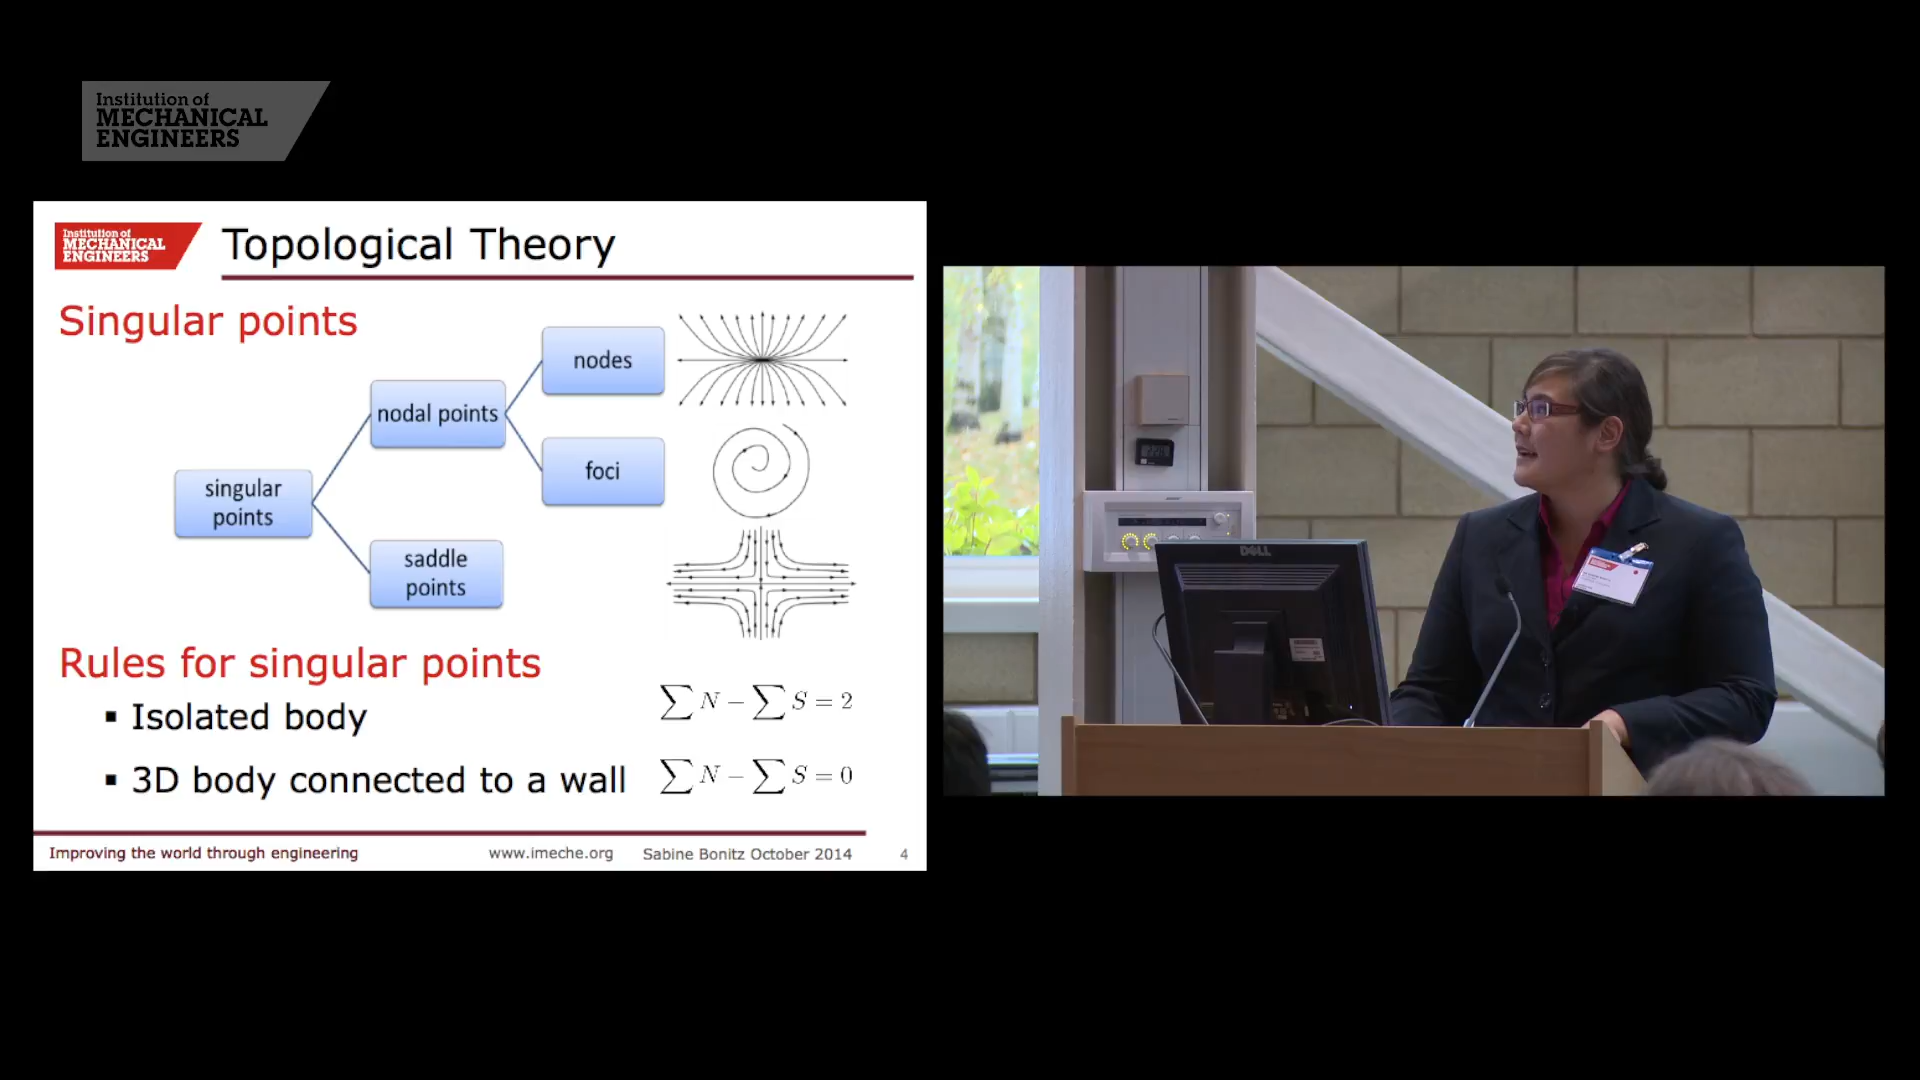 Institution of
MECHANICAL
ENGINEERS
Institution of
MECHANICAL
ENGINEERS
Topological Theory
Singular points
nodes
nodal points
foci
singular
points
saddle
points
Rules for singular points
▪ Isolated body
∑ N − ∑ S = 2
▪ 3D body connected to a wall
∑ N − ∑ S = 0
Improving the world through engineering
www.imeche.org
Sabine Bonitz October 2014
4
DELL